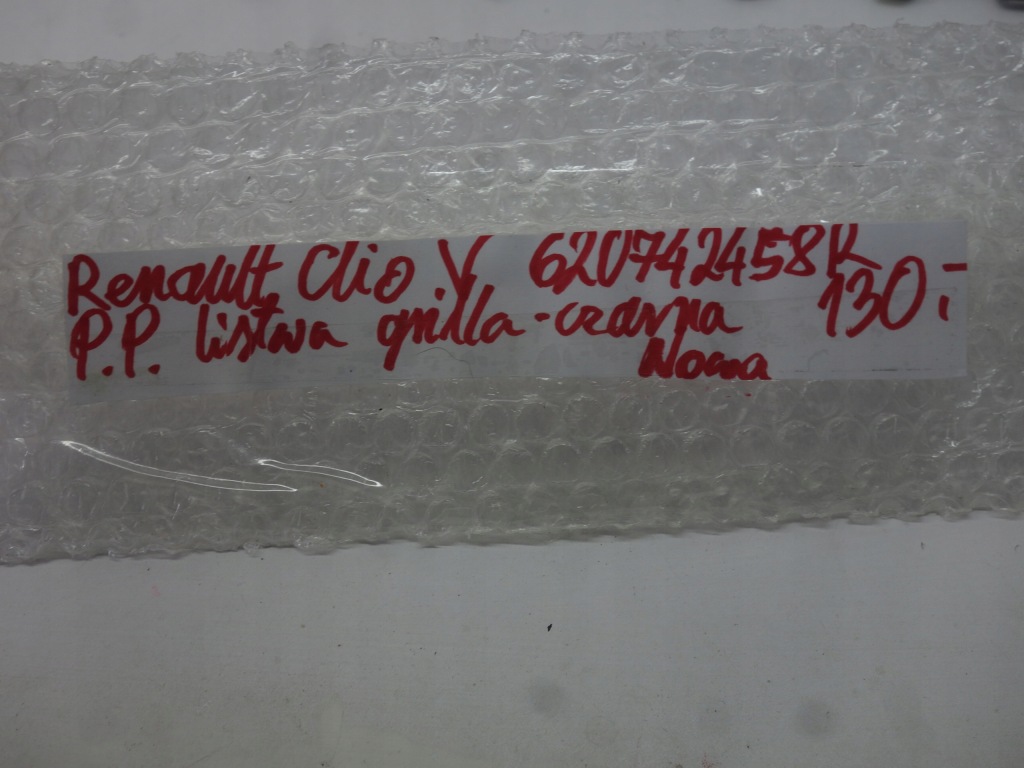 Renault Clio V 620742458R
P.P. listwa grilla-czarna 130,-
Nowa